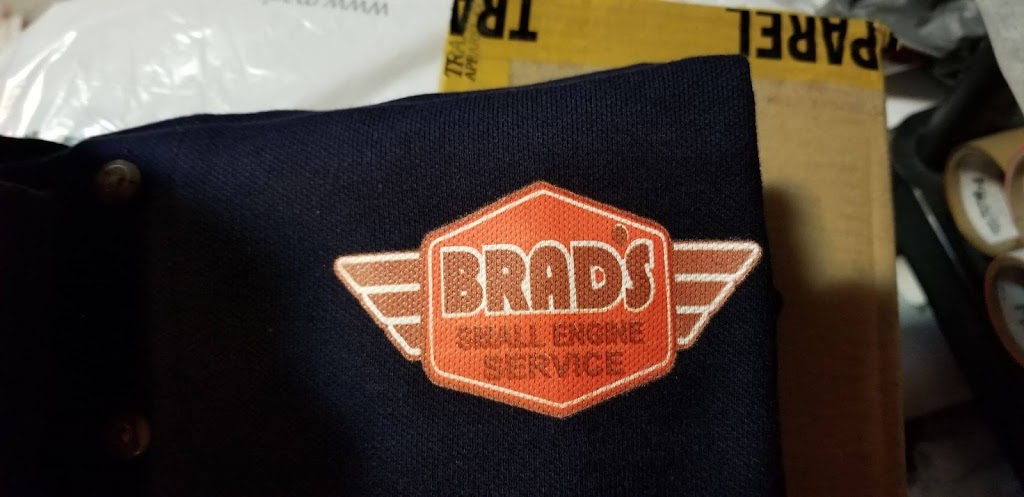 BRAD'S
SMALL ENGINE
SERVICE
TRA
PAREL